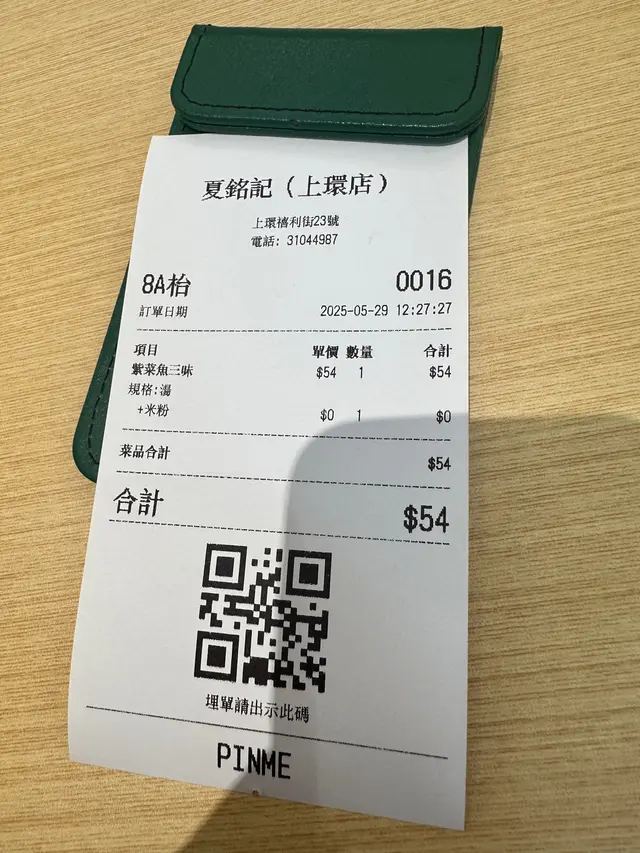 夏銘記（上環店）
上環禧利街23號
電話: 31044987
8A枱 0016
訂單日期 2025-05-29 12:27:27
項目 單價 數量 合計
紫菜魚三味 $54 1 $54
規格:湯
+米粉 $0 1 $0
菜品合計 $54
合計 $54
埋單請出示此碼
PINME